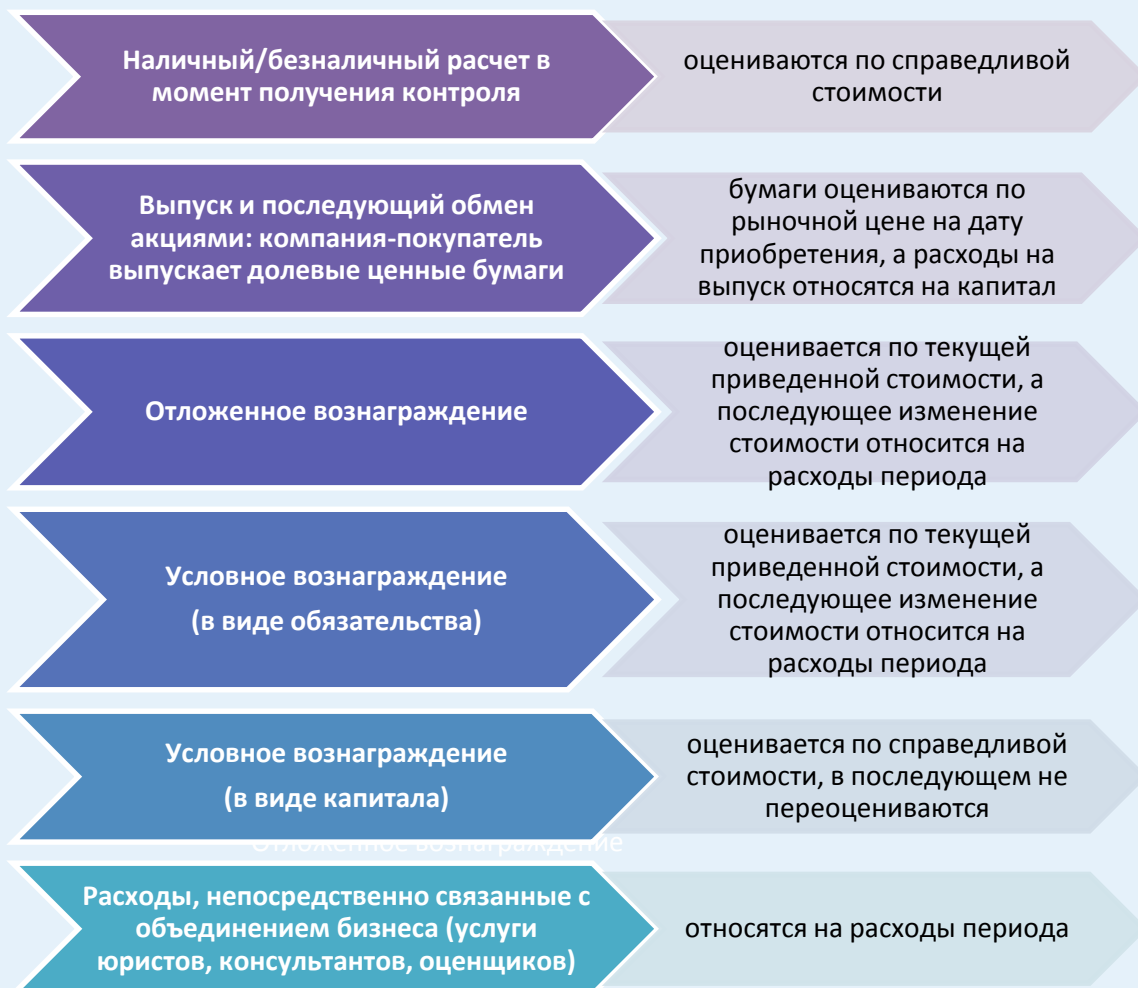 Наличный/безналичный расчет в
момент получения контроля
оцениваются по справедливой
стоимости
Выпуск и последующий обмен
акциями: компания-покупатель
выпускает долевые ценные бумаги
бумаги оцениваются по
рыночной цене на дату
приобретения, а расходы на
выпуск относятся на капитал
Отложенное вознаграждение
оценивается по текущей
приведенной стоимости, а
последующее изменение
стоимости относится на
расходы периода
Условное вознаграждение
(в виде обязательства)
оценивается по текущей
приведенной стоимости, а
последующее изменение
стоимости относится на
расходы периода
Условное вознаграждение
(в виде капитала)
оценивается по справедливой
стоимости, в последующем не
переоцениваются
Отложенное вознаграждение
Расходы, непосредственно связанные с
объединением бизнеса (услуги
юристов, консультантов, оценщиков)
относятся на расходы периода